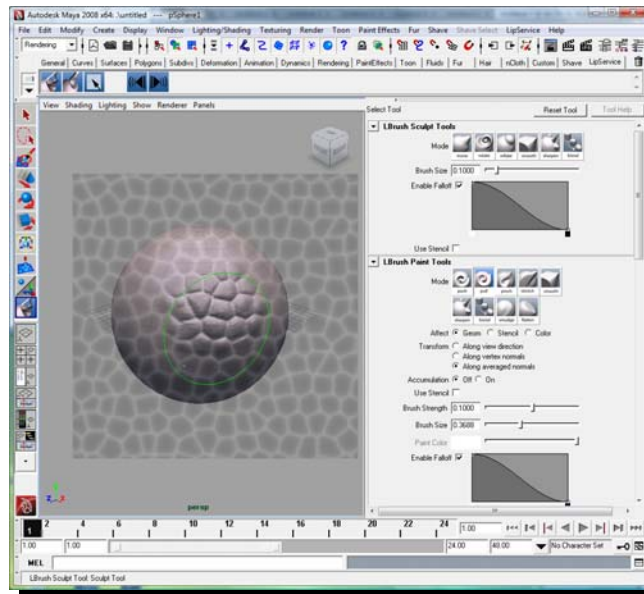 Autodesk Maya 2008 x64: .\untitled --- pSphere1
File Edit Modify Create Display Window Lighting/Shading Texturing Render Toon Paint Effects Fur Shave Shave Select LipService Help
Rendering
General Curves Surfaces Polygons Subdivs Deformation Animation Dynamics Rendering PaintEffects Toon Fluids Fur Hair nCloth Custom Shave LipService
View Shading Lighting Show Renderer Panels
persp
Select Tool Reset Tool Tool Help
LBrush Sculpt Tools
Mode
Brush Size 0.1000
Enable Falloff
Use Stencil
LBrush Paint Tools
Mode
Affect Geom Stencil Color
Transform Along view direction
Along vertex normals
Along averaged normals
Accumulation Off On
Use Stencil
Brush Strength 0.1000
Brush Size 0.3688
Paint Color
Enable Falloff
1 2 4 6 8 10 12 14 16 18 20 22 24 1.00
1.00 1.00 24.00 48.00 No Character Set
MEL
LBrush Sculpt Tool: Sculpt Tool